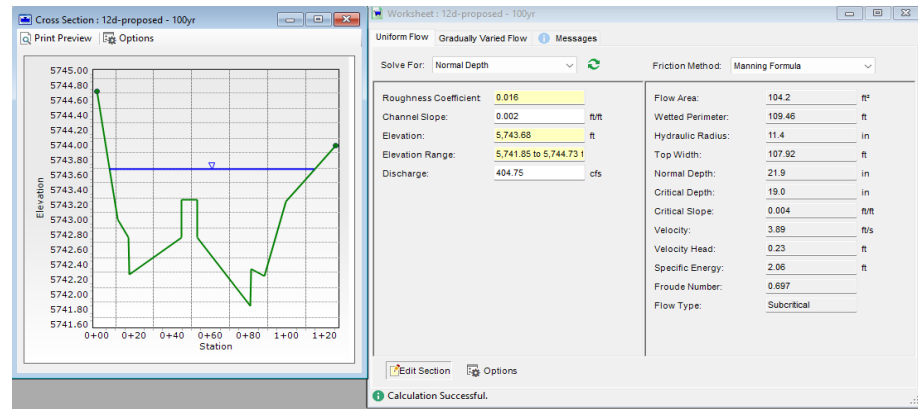 Cross Section : 12d-proposed - 100yr
Print Preview Options
5745.00
5744.80
5744.60
5744.40
5744.20
5744.00
5743.80
5743.60
5743.40
5743.20
5743.00
5742.80
5742.60
5742.40
5742.20
5742.00
5741.80
5741.60
Elevation
0+00 0+20 0+40 0+60 0+80 1+00 1+20
Station
Worksheet : 12d-proposed - 100yr
Uniform Flow Gradually Varied Flow Messages
Solve For: Normal Depth Friction Method: Manning Formula
Roughness Coefficient: 0.016
Channel Slope: 0.002 ft/ft
Elevation: 5,743.68 ft
Elevation Range: 5,741.85 to 5,744.73 f
Discharge: 404.75 cfs
Flow Area: 104.2 ft²
Wetted Perimeter: 109.46 ft
Hydraulic Radius: 11.4 in
Top Width: 107.92 ft
Normal Depth: 21.9 in
Critical Depth: 19.0 in
Critical Slope: 0.004 ft/ft
Velocity: 3.89 ft/s
Velocity Head: 0.23 ft
Specific Energy: 2.06 ft
Froude Number: 0.697
Flow Type: Subcritical
Edit Section Options
Calculation Successful.